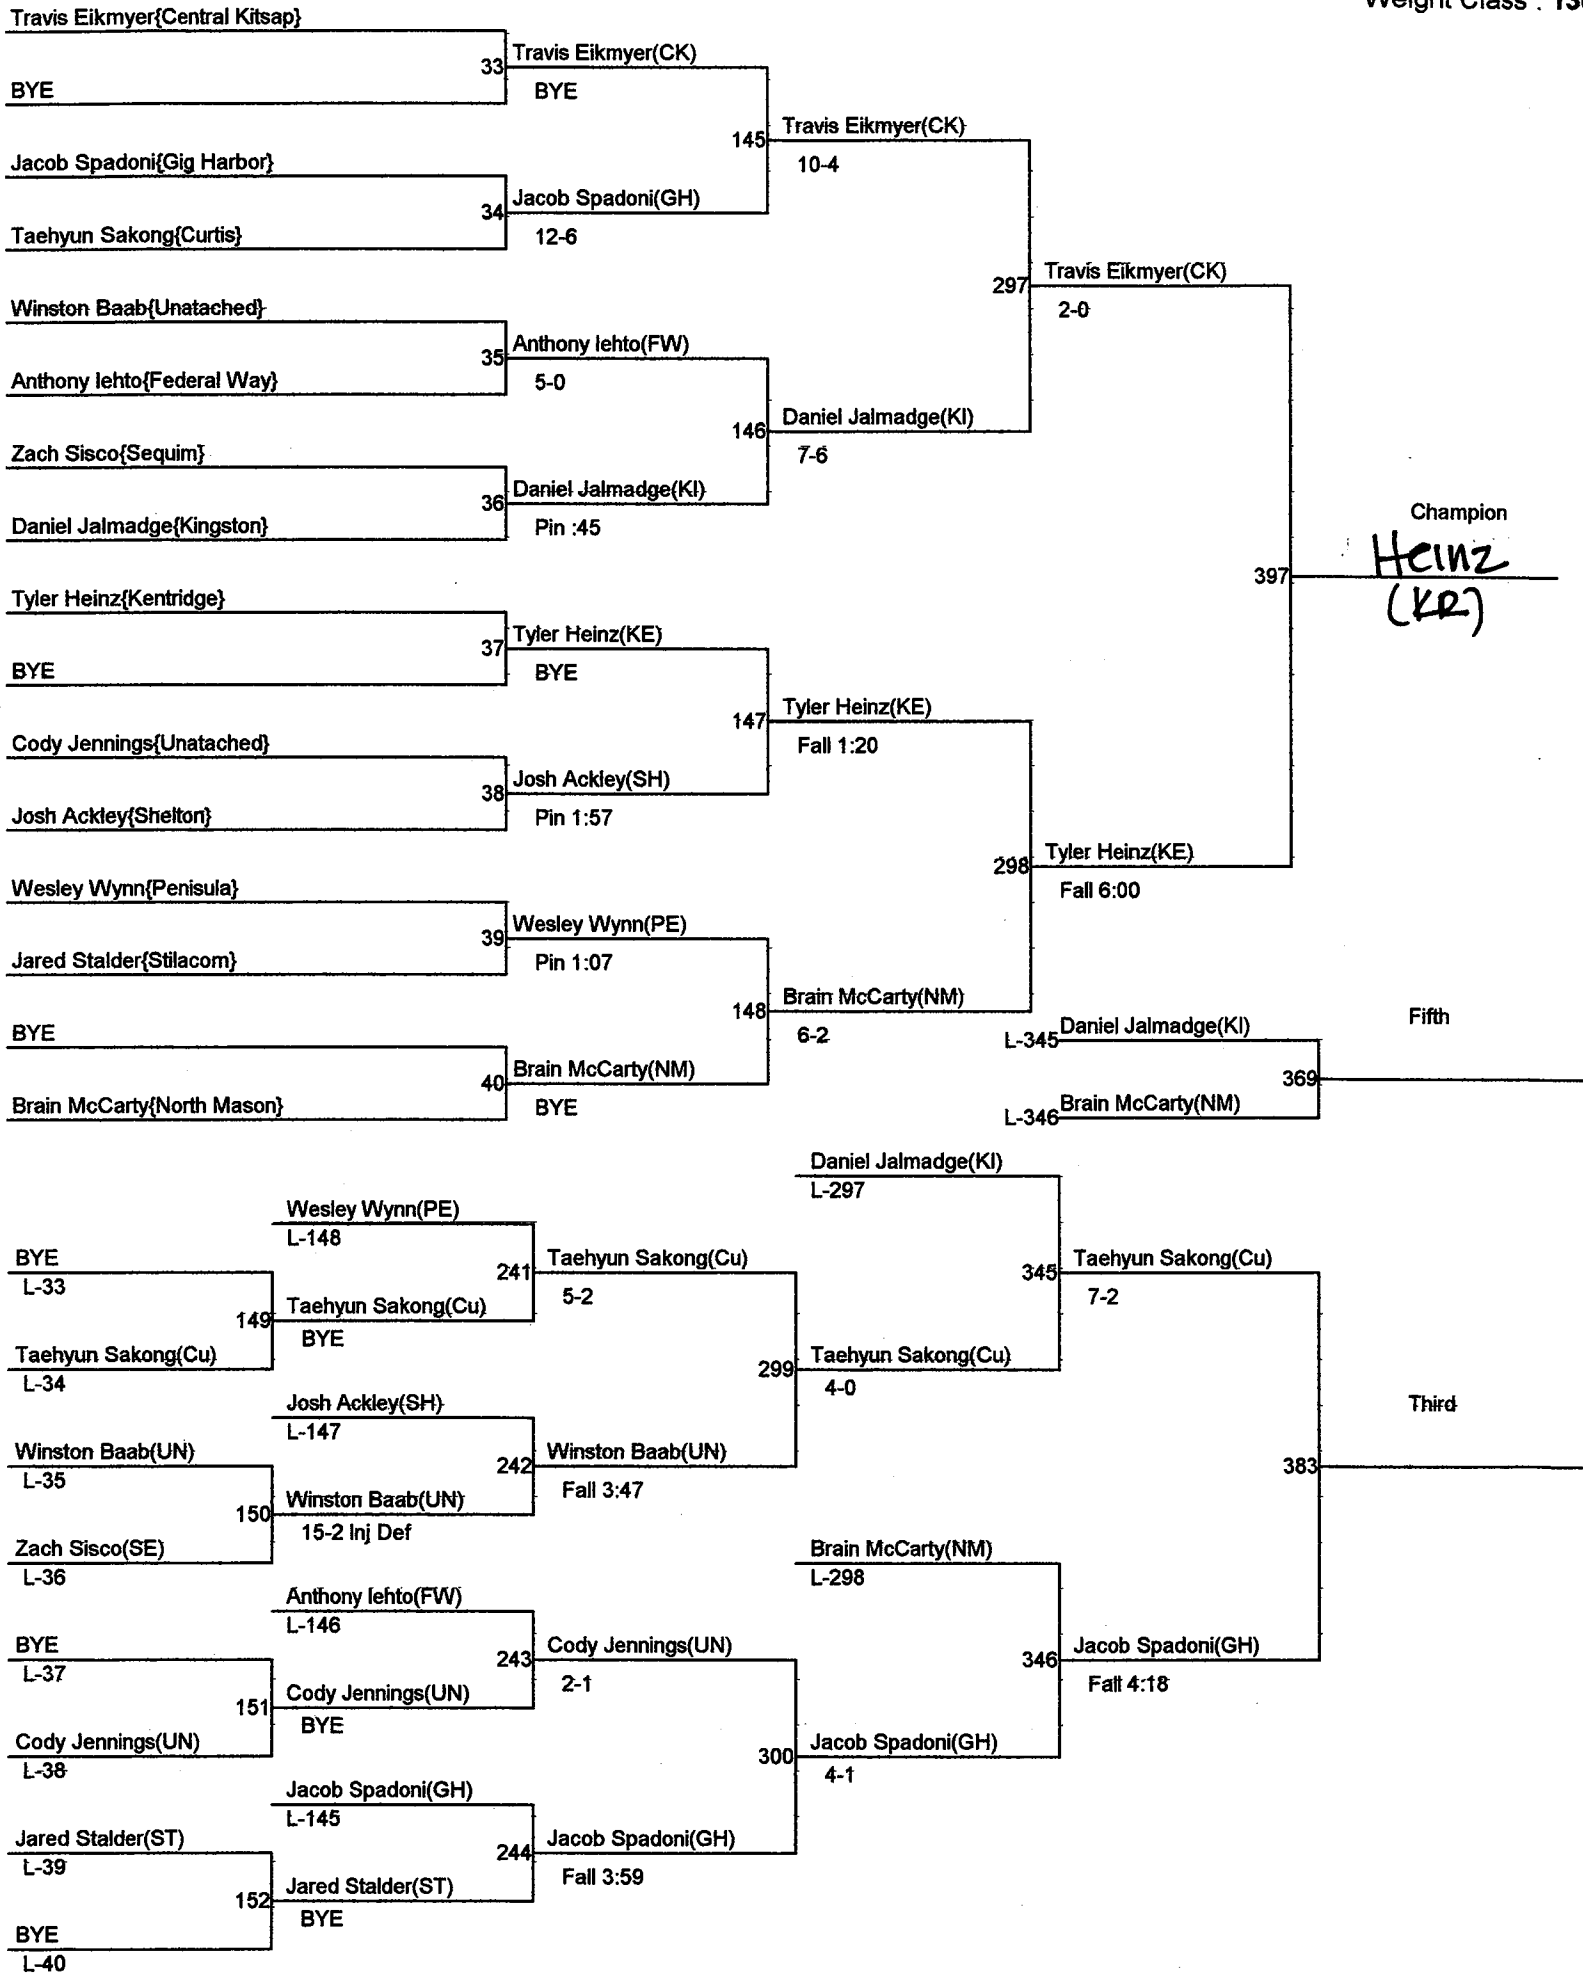 Weight Class : 13
Travis Eikmyer{Central Kitsap}
33
Travis Eikmyer(CK)
BYE
BYE
145
Travis Eikmyer(CK)
10-4
Jacob Spadoni{Gig Harbor}
34
Jacob Spadoni(GH)
12-6
Taehyun Sakong{Curtis}
297
Travis Eikmyer(CK)
2-0
Winston Baab{Unatached}
35
Anthony lehto(FW)
5-0
Anthony lehto{Federal Way}
146
Daniel Jalmadge(KI)
7-6
Zach Sisco{Sequim}
36
Daniel Jalmadge(KI)
Pin :45
Daniel Jalmadge{Kingston}
Champion
397
Heinz
(KR)
Tyler Heinz{Kentridge}
37
Tyler Heinz(KE)
BYE
BYE
147
Tyler Heinz(KE)
Fall 1:20
Cody Jennings{Unatached}
38
Josh Ackley(SH)
Pin 1:57
Josh Ackley{Shelton}
298
Tyler Heinz(KE)
Fall 6:00
Wesley Wynn{Penisula}
39
Wesley Wynn(PE)
Pin 1:07
Jared Stalder{Stilacom}
148
Brain McCarty(NM)
6-2
BYE
40
Brain McCarty(NM)
BYE
Brain McCarty{North Mason}
Fifth
L-345
Daniel Jalmadge(KI)
369
L-346
Brain McCarty(NM)
Daniel Jalmadge(KI)
L-297
Wesley Wynn(PE)
L-148
BYE
L-33
241
Taehyun Sakong(Cu)
5-2
345
Taehyun Sakong(Cu)
7-2
149
Taehyun Sakong(Cu)
BYE
Taehyun Sakong(Cu)
L-34
299
Taehyun Sakong(Cu)
4-0
Josh Ackley(SH)
L-147
Third
Winston Baab(UN)
L-35
242
Winston Baab(UN)
Fall 3:47
383
150
Winston Baab(UN)
15-2 Inj Def
Zach Sisco(SE)
L-36
Brain McCarty(NM)
L-298
Anthony lehto(FW)
L-146
BYE
L-37
243
Cody Jennings(UN)
2-1
346
Jacob Spadoni(GH)
Fall 4:18
151
Cody Jennings(UN)
BYE
Cody Jennings(UN)
L-38
300
Jacob Spadoni(GH)
4-1
Jacob Spadoni(GH)
L-145
Jared Stalder(ST)
L-39
244
Jacob Spadoni(GH)
Fall 3:59
152
Jared Stalder(ST)
BYE
BYE
L-40